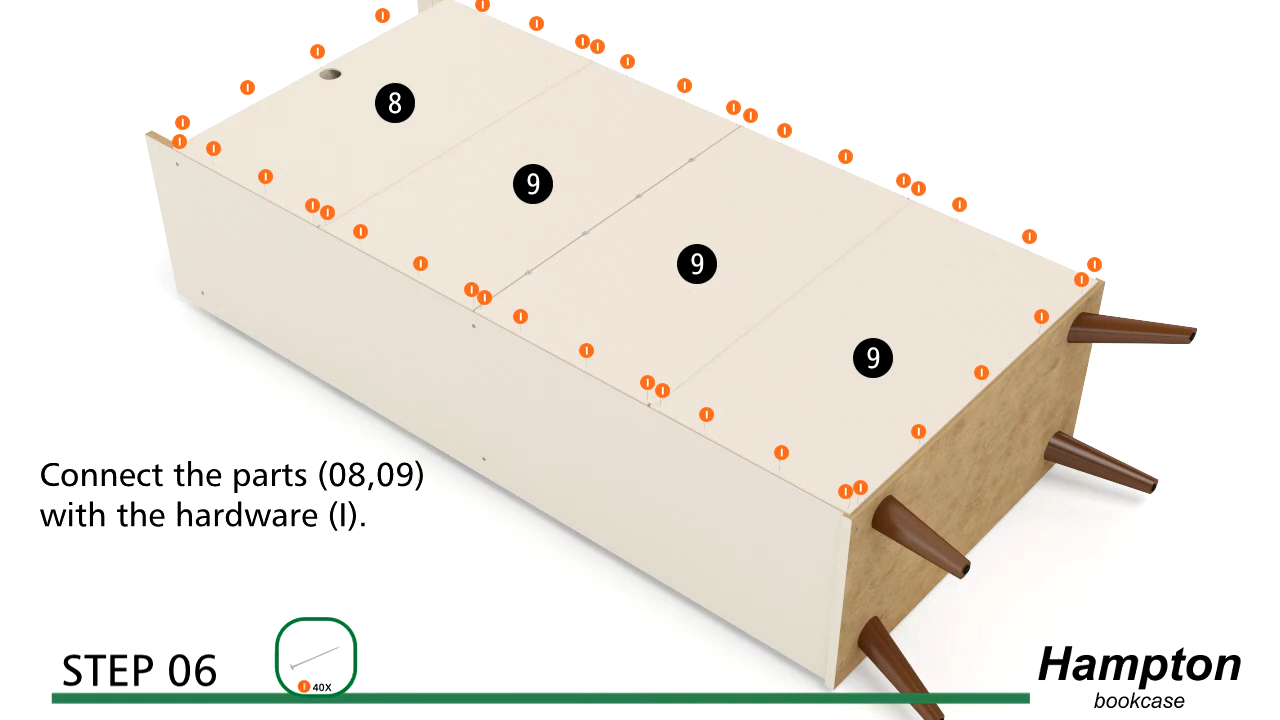 8
9
9
9
Connect the parts (08,09)
with the hardware (I).
STEP 06
I 40X
Hampton
bookcase